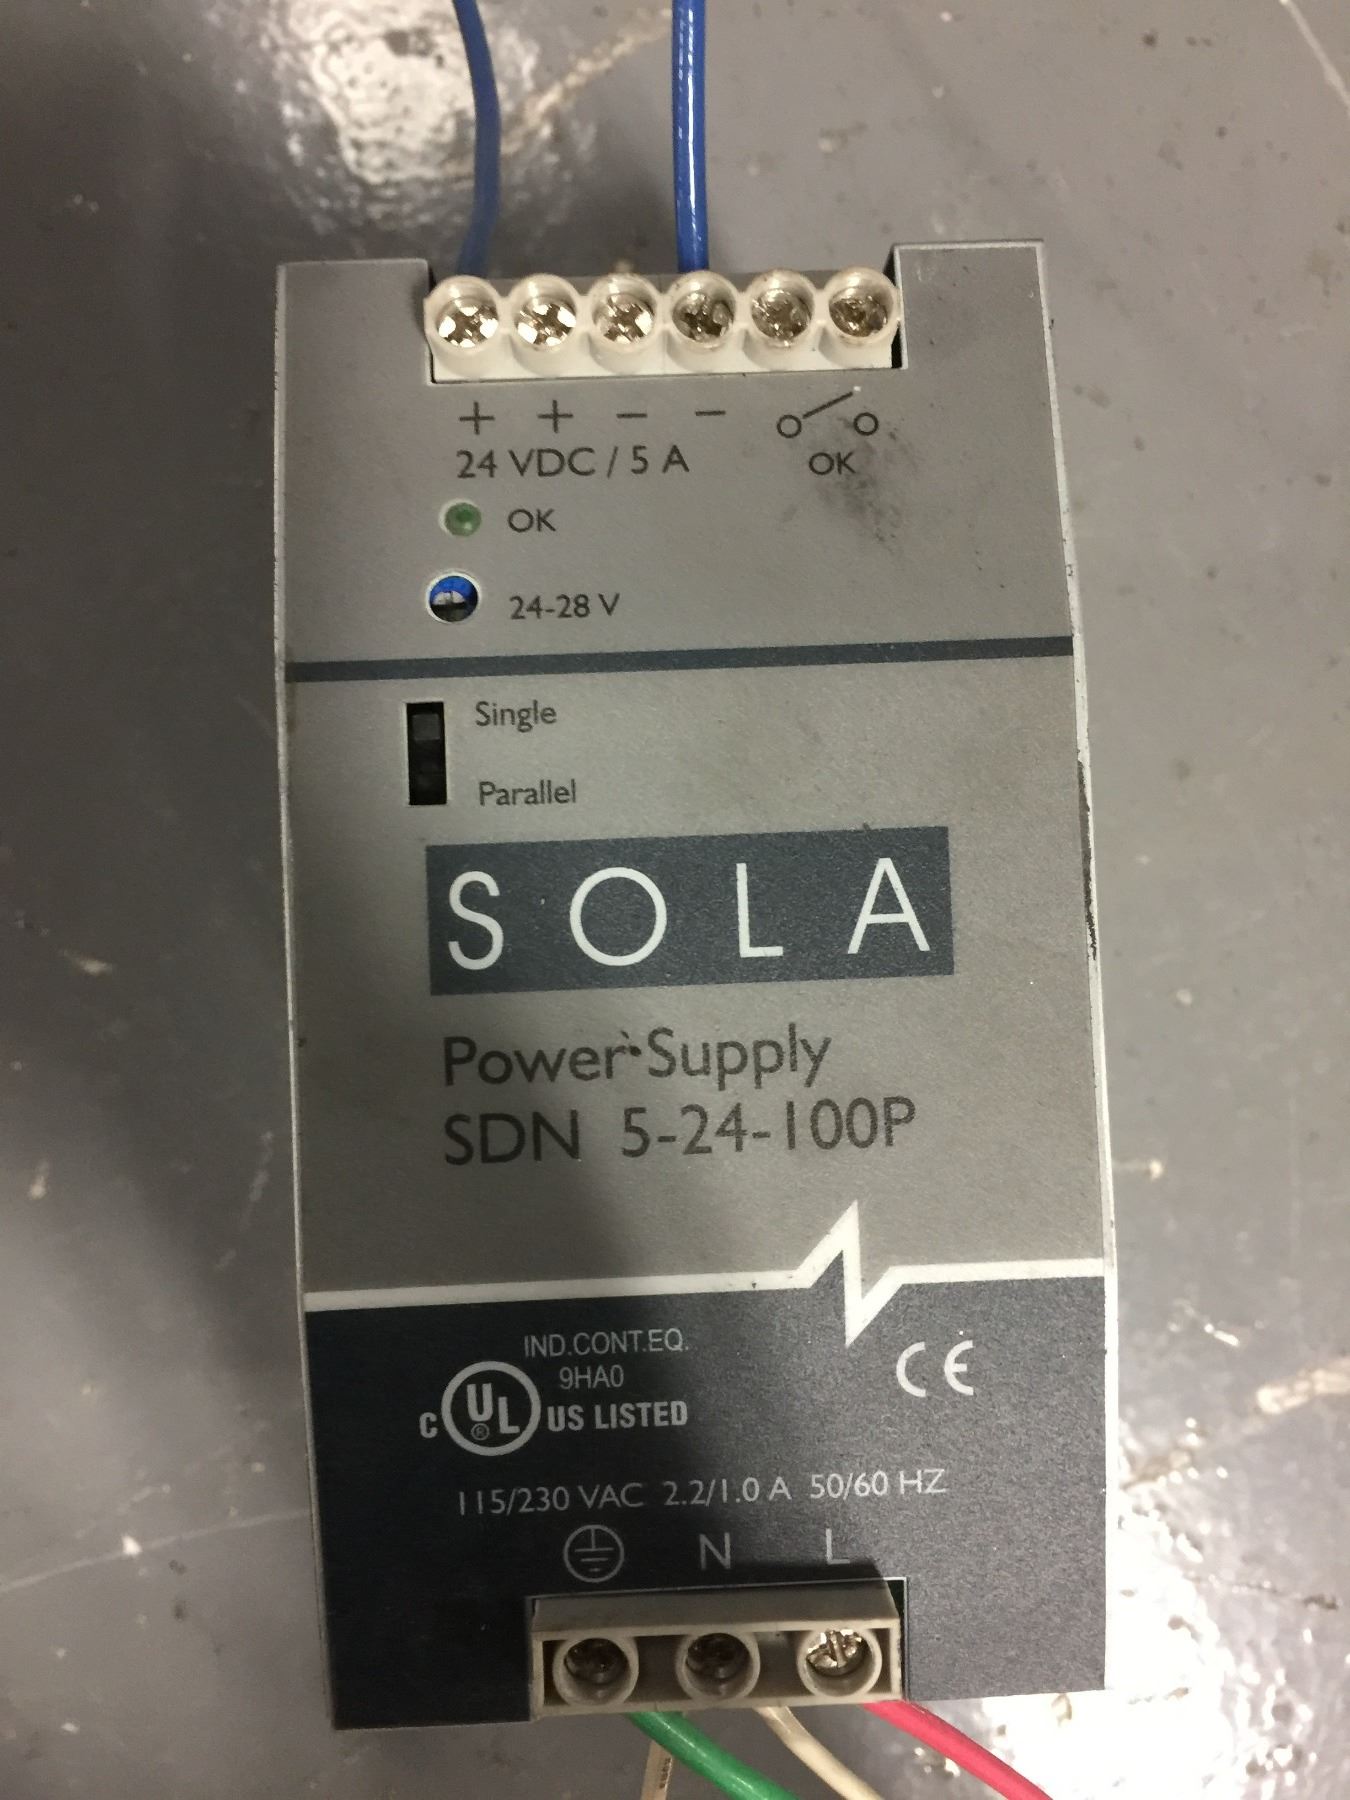 + + − −
24 VDC / 5 A
OK
OK
24-28 V
Single
Parallel
SOLA
Power Supply
SDN 5-24-100P
IND.CONT.EQ.
9HA0
C UL ® US LISTED
CE
115/230 VAC 2.2/1.0 A 50/60 HZ
N L